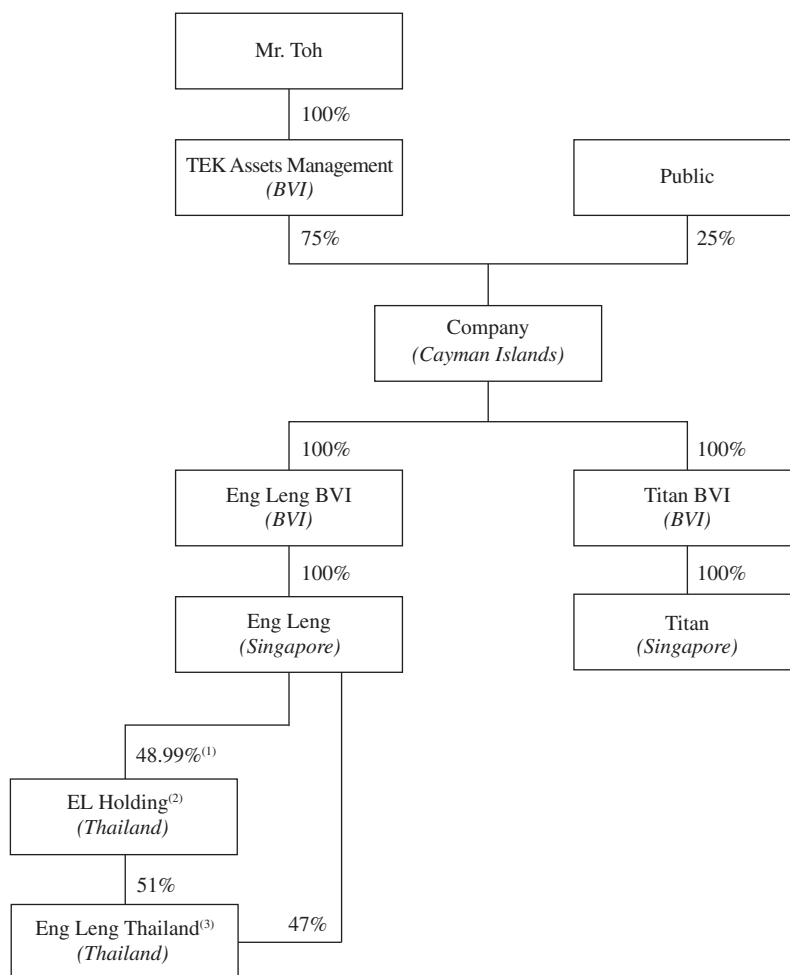 Mr. Toh
100%
TEK Assets Management
(BVI)
Public
75%
25%
Company
(Cayman Islands)
100%
100%
Eng Leng BVI
(BVI)
Titan BVI
(BVI)
100%
100%
Eng Leng
(Singapore)
Titan
(Singapore)
48.99%(1)
EL Holding(2)
(Thailand)
51%
47%
Eng Leng Thailand(3)
(Thailand)